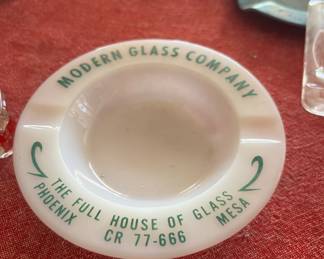 MODERN GLASS COMPANY
THE FULL HOUSE OF GLASS
PHOENIX CR 77-666 MESA